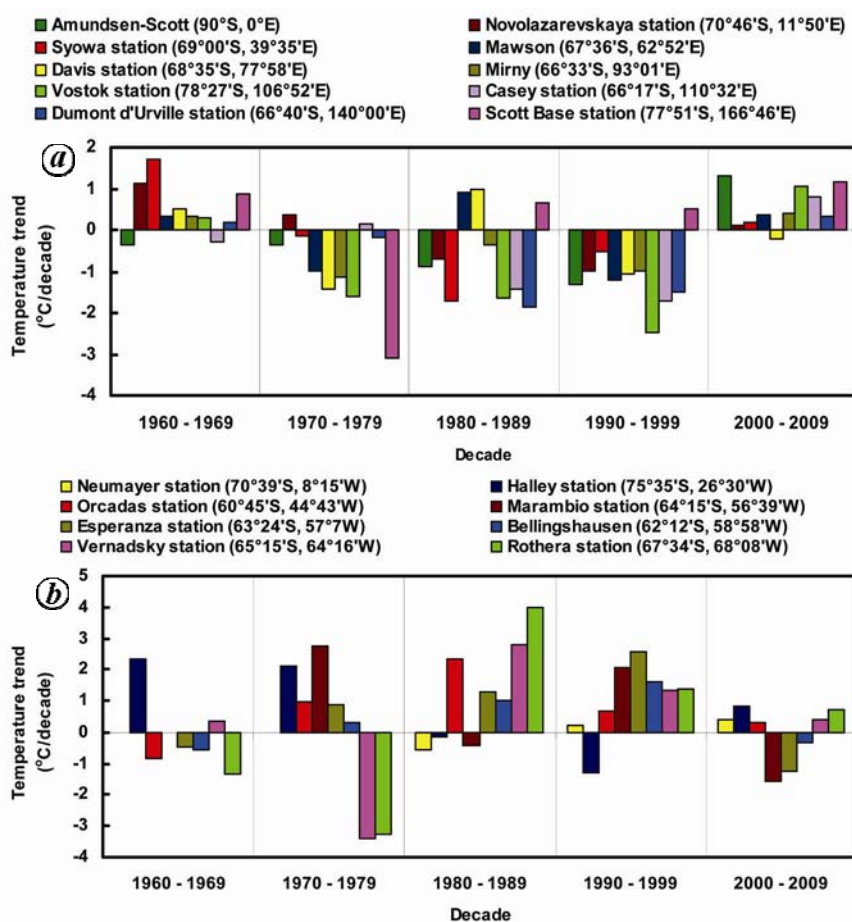 Amundsen-Scott (90°S, 0°E)
Novolazarevskaya station (70°46'S, 11°50'E)
Syowa station (69°00'S, 39°35'E)
Mawson (67°36'S, 62°52'E)
Davis station (68°35'S, 77°58'E)
Mirny (66°33'S, 93°01'E)
Vostok station (78°27'S, 106°52'E)
Casey station (66°17'S, 110°32'E)
Dumont d'Urville station (66°40'S, 140°00'E)
Scott Base station (77°51'S, 166°46'E)
a
Temperature trend
(°C/decade)
2
1
0
-1
-2
-3
-4
1960 - 1969 1970 - 1979 1980 - 1989 1990 - 1999 2000 - 2009
Decade
Neumayer station (70°39'S, 8°15'W)
Halley station (75°35'S, 26°30'W)
Orcadas station (60°45'S, 44°43'W)
Marambio station (64°15'S, 56°39'W)
Esperanza station (63°24'S, 57°7'W)
Bellingshausen (62°12'S, 58°58'W)
Vernadsky station (65°15'S, 64°16'W)
Rothera station (67°34'S, 68°08'W)
b
Temperature trend
(°C/decade)
5
4
3
2
1
0
-1
-2
-3
-4
1960 - 1969 1970 - 1979 1980 - 1989 1990 - 1999 2000 - 2009
Decade